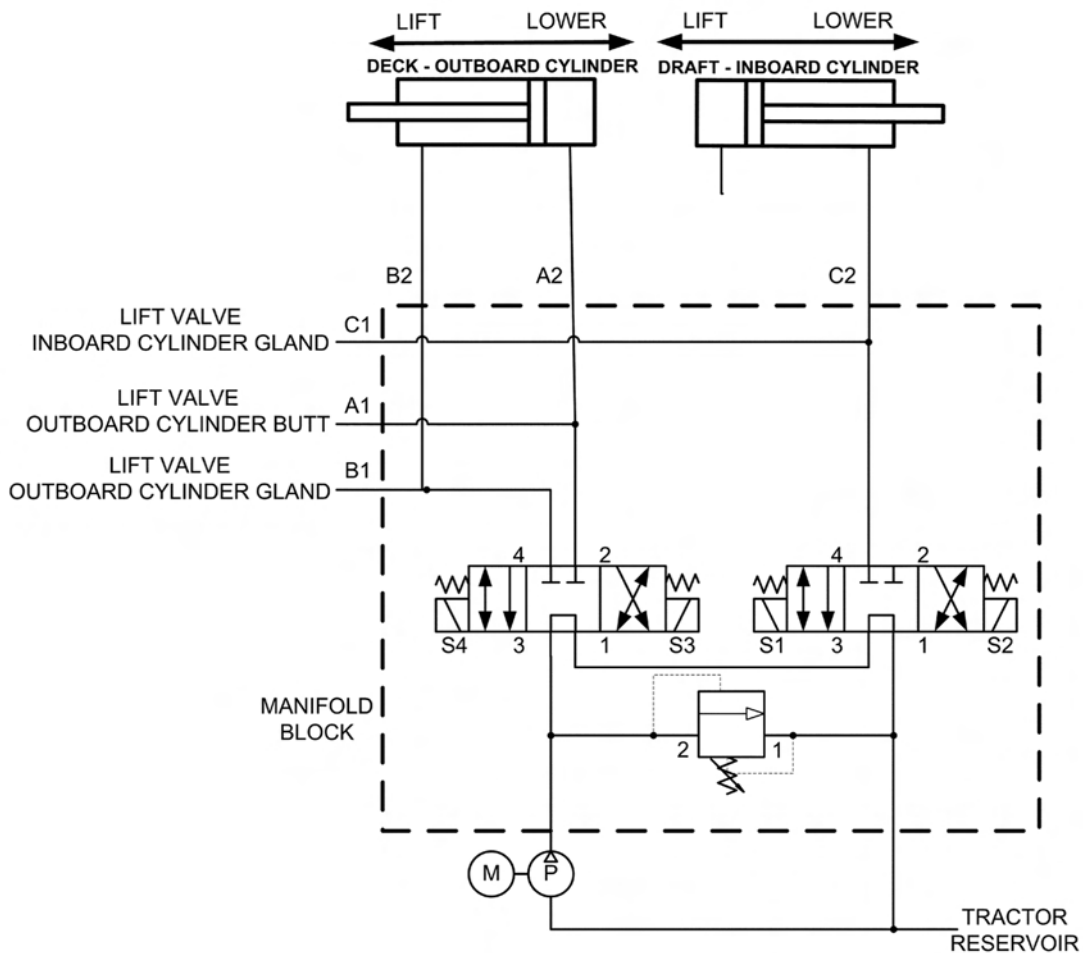 LIFT LOWER LIFT LOWER
DECK - OUTBOARD CYLINDER DRAFT - INBOARD CYLINDER
B2 A2 C2
LIFT VALVE
INBOARD CYLINDER GLAND C1
LIFT VALVE
OUTBOARD CYLINDER BUTT A1
LIFT VALVE
OUTBOARD CYLINDER GLAND B1
4 2 4 2
S4 3 1 S3 S1 3 1 S2
MANIFOLD
BLOCK
2 1
M P
TRACTOR
RESERVOIR